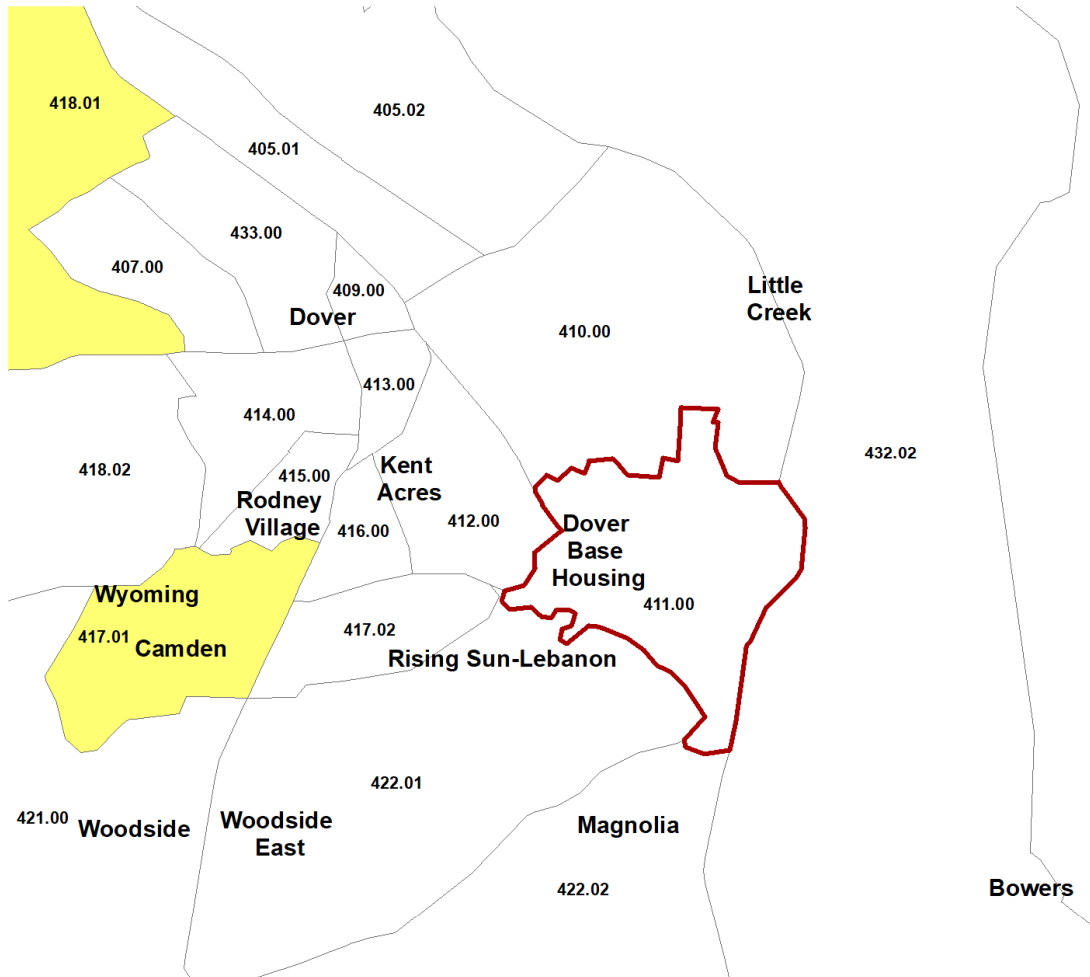 418.01
405.02
405.01
433.00
407.00
409.00
Dover
Little
Creek
410.00
413.00
414.00
418.02
415.00
Kent
Acres
432.02
Rodney
Village
416.00
412.00
Dover
Base
Housing
411.00
Wyoming
417.01
Camden
417.02
Rising Sun-Lebanon
422.01
421.00
Woodside
Woodside
East
Magnolia
422.02
Bowers